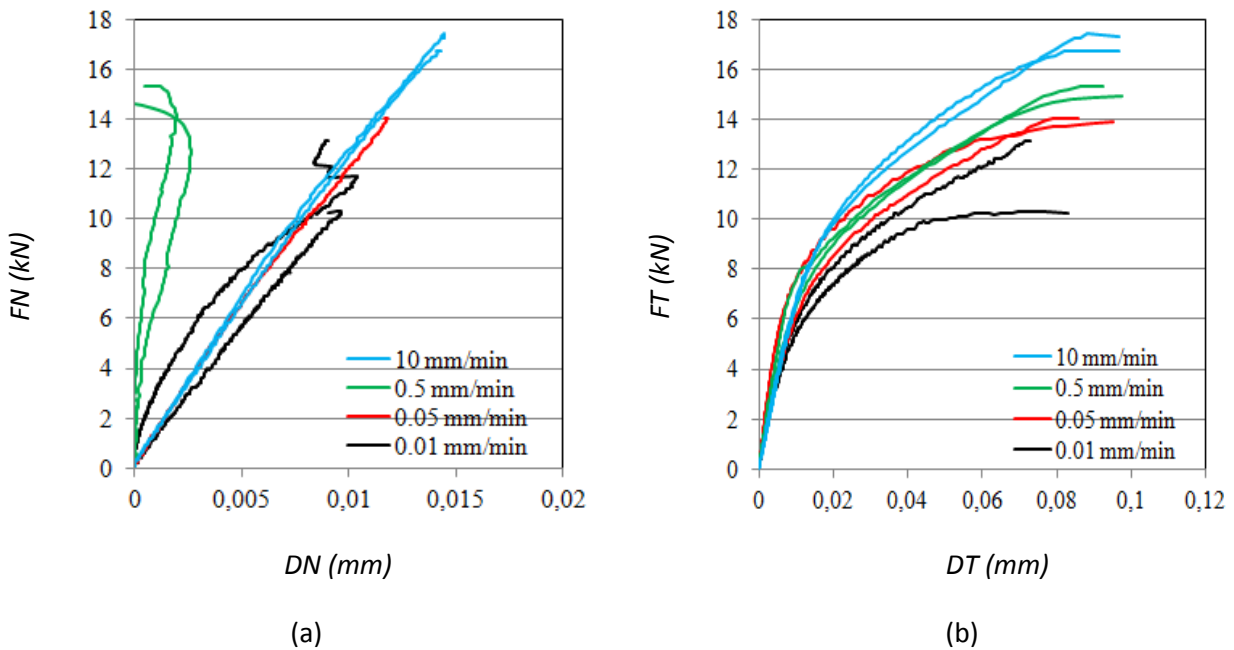 18
16
14
12
10
8
6
4
2
0
FN (kN)
10 mm/min
0.5 mm/min
0.05 mm/min
0.01 mm/min
0 0,005 0,01 0,015 0,02
DN (mm)
(a)
18
16
14
12
10
8
6
4
2
0
FT (kN)
10 mm/min
0.5 mm/min
0.05 mm/min
0.01 mm/min
0 0,02 0,04 0,06 0,08 0,1 0,12
DT (mm)
(b)